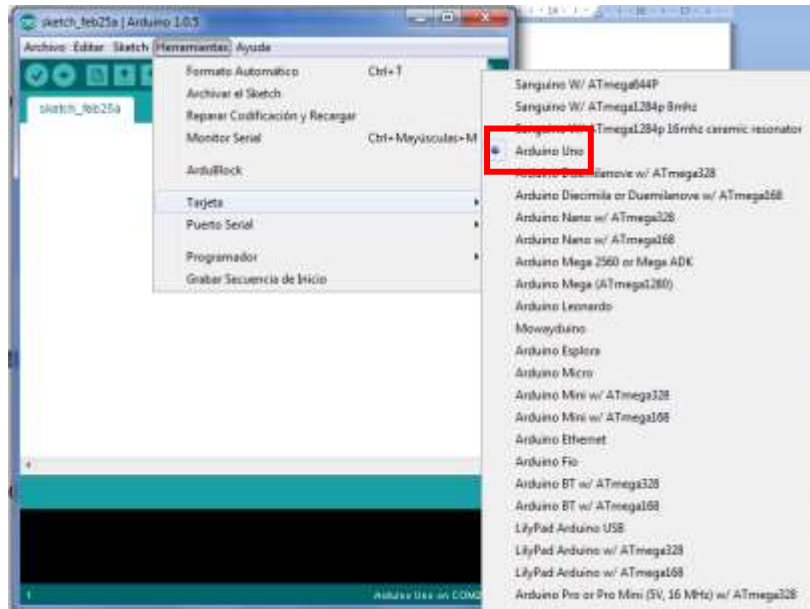 sketch_feb25a | Arduino 1.0.5
Archivo Editar Sketch Herramientas Ayuda
sketch_feb25a
Formato Automático Ctrl+T
Archivar el Sketch
Reparar Codificación y Recargar
Monitor Serial Ctrl+Mayúsculas+M
ArduBlock
Tarjeta
Puerto Serial
Programador
Grabar Secuencia de Inicio
Sanguino W/ ATmega644P
Sanguino W/ ATmega1284p 8mhz
Sanguino W/ ATmega1284p 16mhz ceramic resonator
Arduino Uno
Arduino Duemilanove w/ ATmega328
Arduino Diecimila or Duemilanove w/ ATmega168
Arduino Nano w/ ATmega328
Arduino Nano w/ ATmega168
Arduino Mega 2560 or Mega ADK
Arduino Mega (ATmega1280)
Arduino Leonardo
Mowayduino
Arduino Esplora
Arduino Micro
Arduino Mini w/ ATmega328
Arduino Mini w/ ATmega168
Arduino Ethernet
Arduino Fio
Arduino BT w/ ATmega328
Arduino BT w/ ATmega168
LilyPad Arduino USB
LilyPad Arduino w/ ATmega328
LilyPad Arduino w/ ATmega168
Arduino Pro or Pro Mini (5V, 16 MHz) w/ ATmega328
1 Arduino Uno on